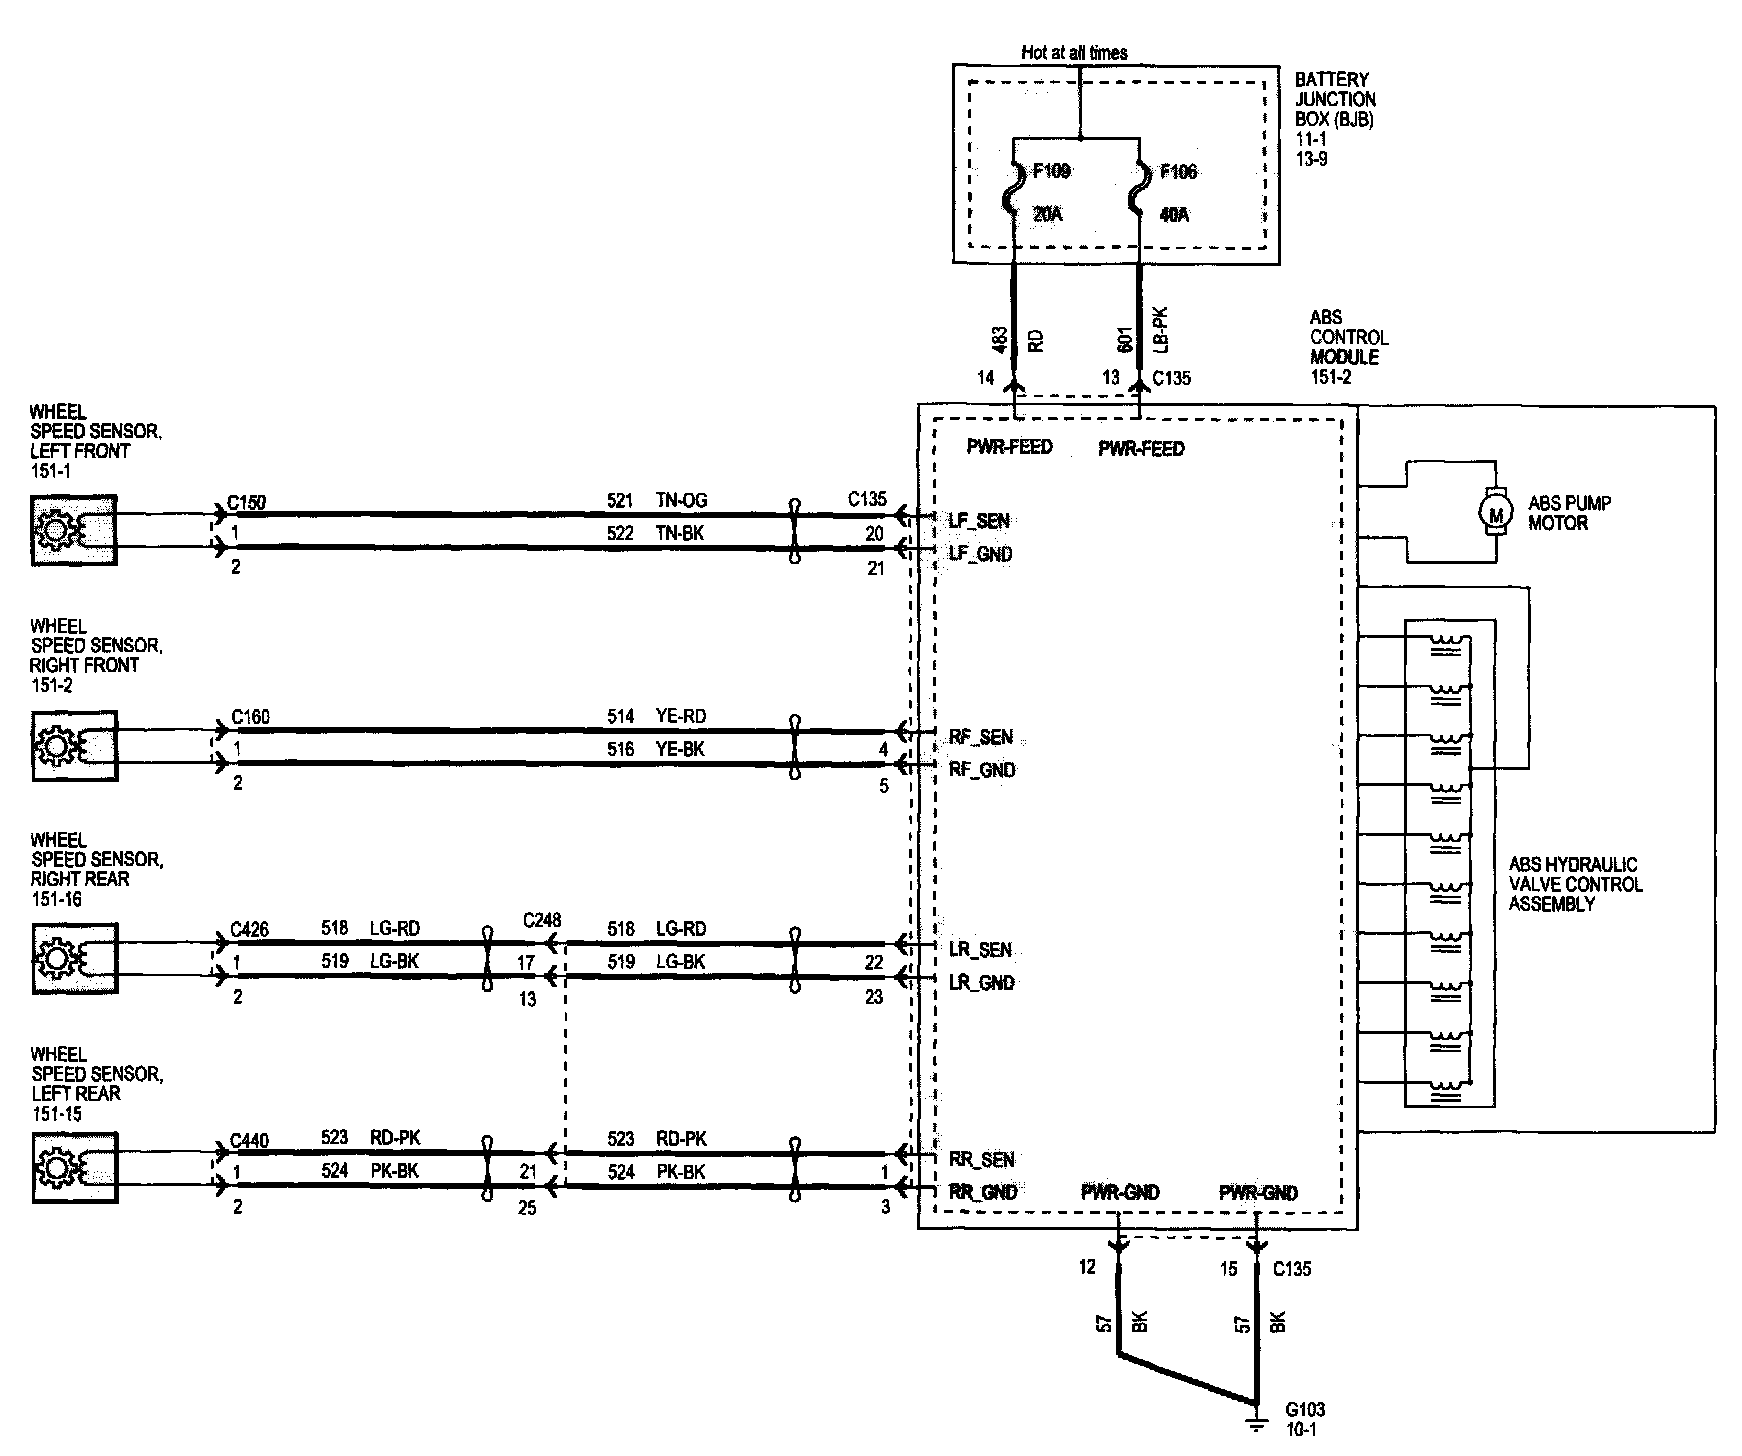 Hot at all times
BATTERY
JUNCTION
BOX (BJB)
11-1
13-9
F109
20A
F106
40A
483
RD
601
LB-PK
14
13
C135
ABS
CONTROL
MODULE
151-2
PWR-FEED
PWR-FEED
WHEEL
SPEED SENSOR,
LEFT FRONT
151-1
C150
1
2
521 TN-OG
522 TN-BK
C135
20
21
LF_SEN
LF_GND
M
ABS PUMP
MOTOR
WHEEL
SPEED SENSOR,
RIGHT FRONT
151-2
C160
1
2
514 YE-RD
516 YE-BK
4
5
RF_SEN
RF_GND
WHEEL
SPEED SENSOR,
RIGHT REAR
151-16
C426
1
2
518 LG-RD
519 LG-BK
C248
17
13
518 LG-RD
519 LG-BK
22
23
LR_SEN
LR_GND
ABS HYDRAULIC
VALVE CONTROL
ASSEMBLY
WHEEL
SPEED SENSOR,
LEFT REAR
151-15
C440
1
2
523 RD-PK
524 PK-BK
21
25
523 RD-PK
524 PK-BK
1
3
RR_SEN
RR_GND
PWR-GND
PWR-GND
12
15
C135
57
BK
57
BK
G103
10-1